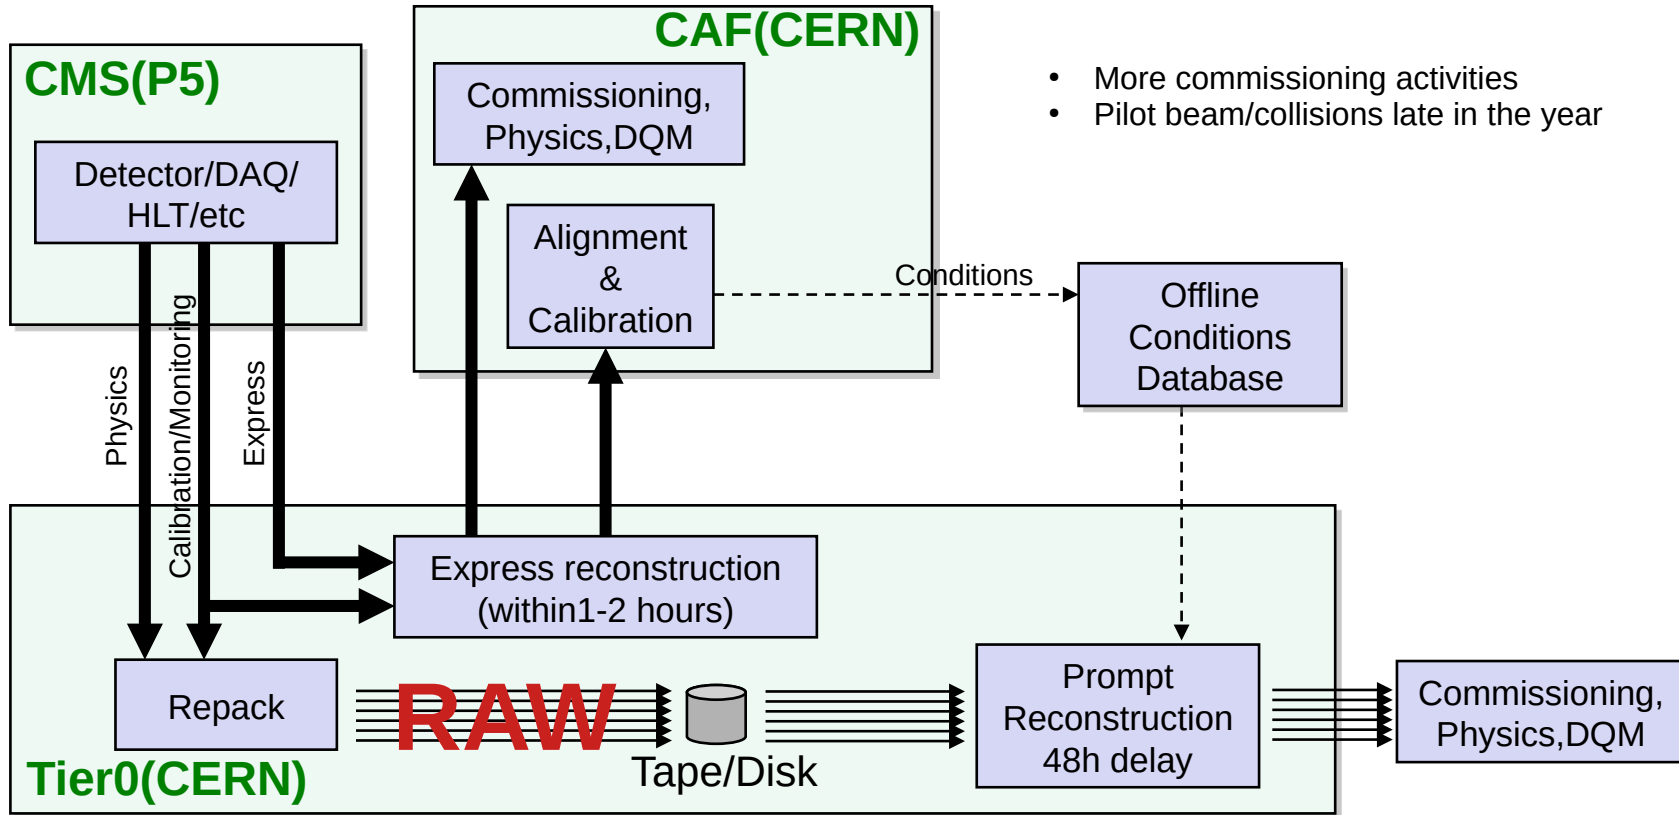 CMS(P5)
Detector/DAQ/
HLT/etc
CAF(CERN)
Commissioning,
Physics,DQM
Alignment
&
Calibration
• More commissioning activities
• Pilot beam/collisions late in the year
Conditions
Offline
Conditions
Database
Physics
Calibration/Monitoring
Express
Express reconstruction
(within1-2 hours)
Repack
RAW
Tape/Disk
Prompt
Reconstruction
48h delay
Commissioning,
Physics,DQM
Tier0(CERN)